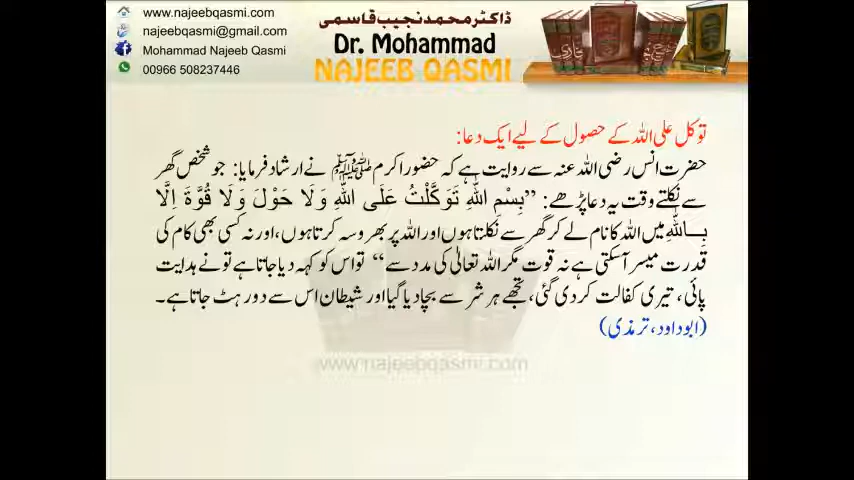 www.najeebqasmi.com
najeebqasmi@gmail.com
Mohammad Najeeb Qasmi
00966 508237446
ڈاکٹر محمد نجیب قاسمی
Dr. Mohammad
NAJEEB QASMI
توکل علی اللہ کے حصول کے لیے ایک دعا:
حضرت انس رضی اللہ عنہ سے روایت ہے کہ حضور اکرم ﷺ نے ارشاد فرمایا: جو شخص گھر
سے نکلتے وقت یہ دعا پڑھے: ”بِسْمِ اللّٰهِ تَوَكَّلْتُ عَلَى اللّٰهِ وَلَا حَوْلَ وَلَا قُوَّةَ اِلَّا
بِـاللّٰهِ میں اللہ کا نام لے کر گھر سے نکلتا ہوں اور اللہ پر بھروسہ کرتا ہوں، اور نہ کسی بھی کام کی
قدرت میسر آسکتی ہے نہ قوت مگر اللہ تعالیٰ کی مدد سے“ تو اس کو کہہ دیا جاتا ہے تو نے ہدایت
پائی، تیری کفالت کردی گئی، تجھے ہر شر سے بچا دیا گیا اور شیطان اس سے دور ہٹ جاتا ہے۔
(ابوداود، ترمذی)
www.najeebqasmi.com